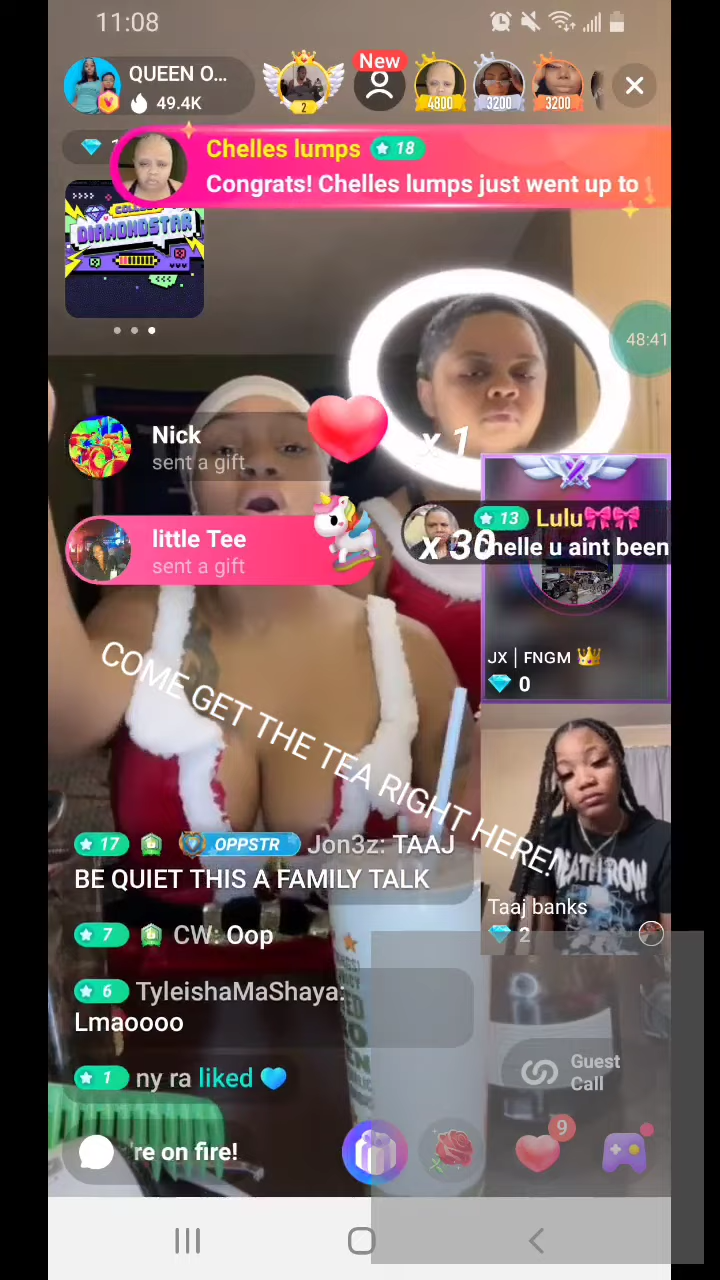 11:08
QUEEN O...
49.4K
2
New
4800
3200
3200
Chelles lumps
18
Congrats! Chelles lumps just went up to
DIAMONDSTAR
48:41
Nick
sent a gift
x 1
little Tee
sent a gift
x 30
13 Lulu🎀🎀
helle u aint been
JX | FNGM 👑
0
COME GET THE TEA RIGHT HERE!
DEATH ROW
Taaj banks
2
17 OPPSTR Jon3z: TAAJ
BE QUIET THIS A FAMILY TALK
7 CW: Oop
6 TyleishaMaShaya:
Lmaoooo
1 ny ra liked 💙
Guest
Call
're on fire!
9